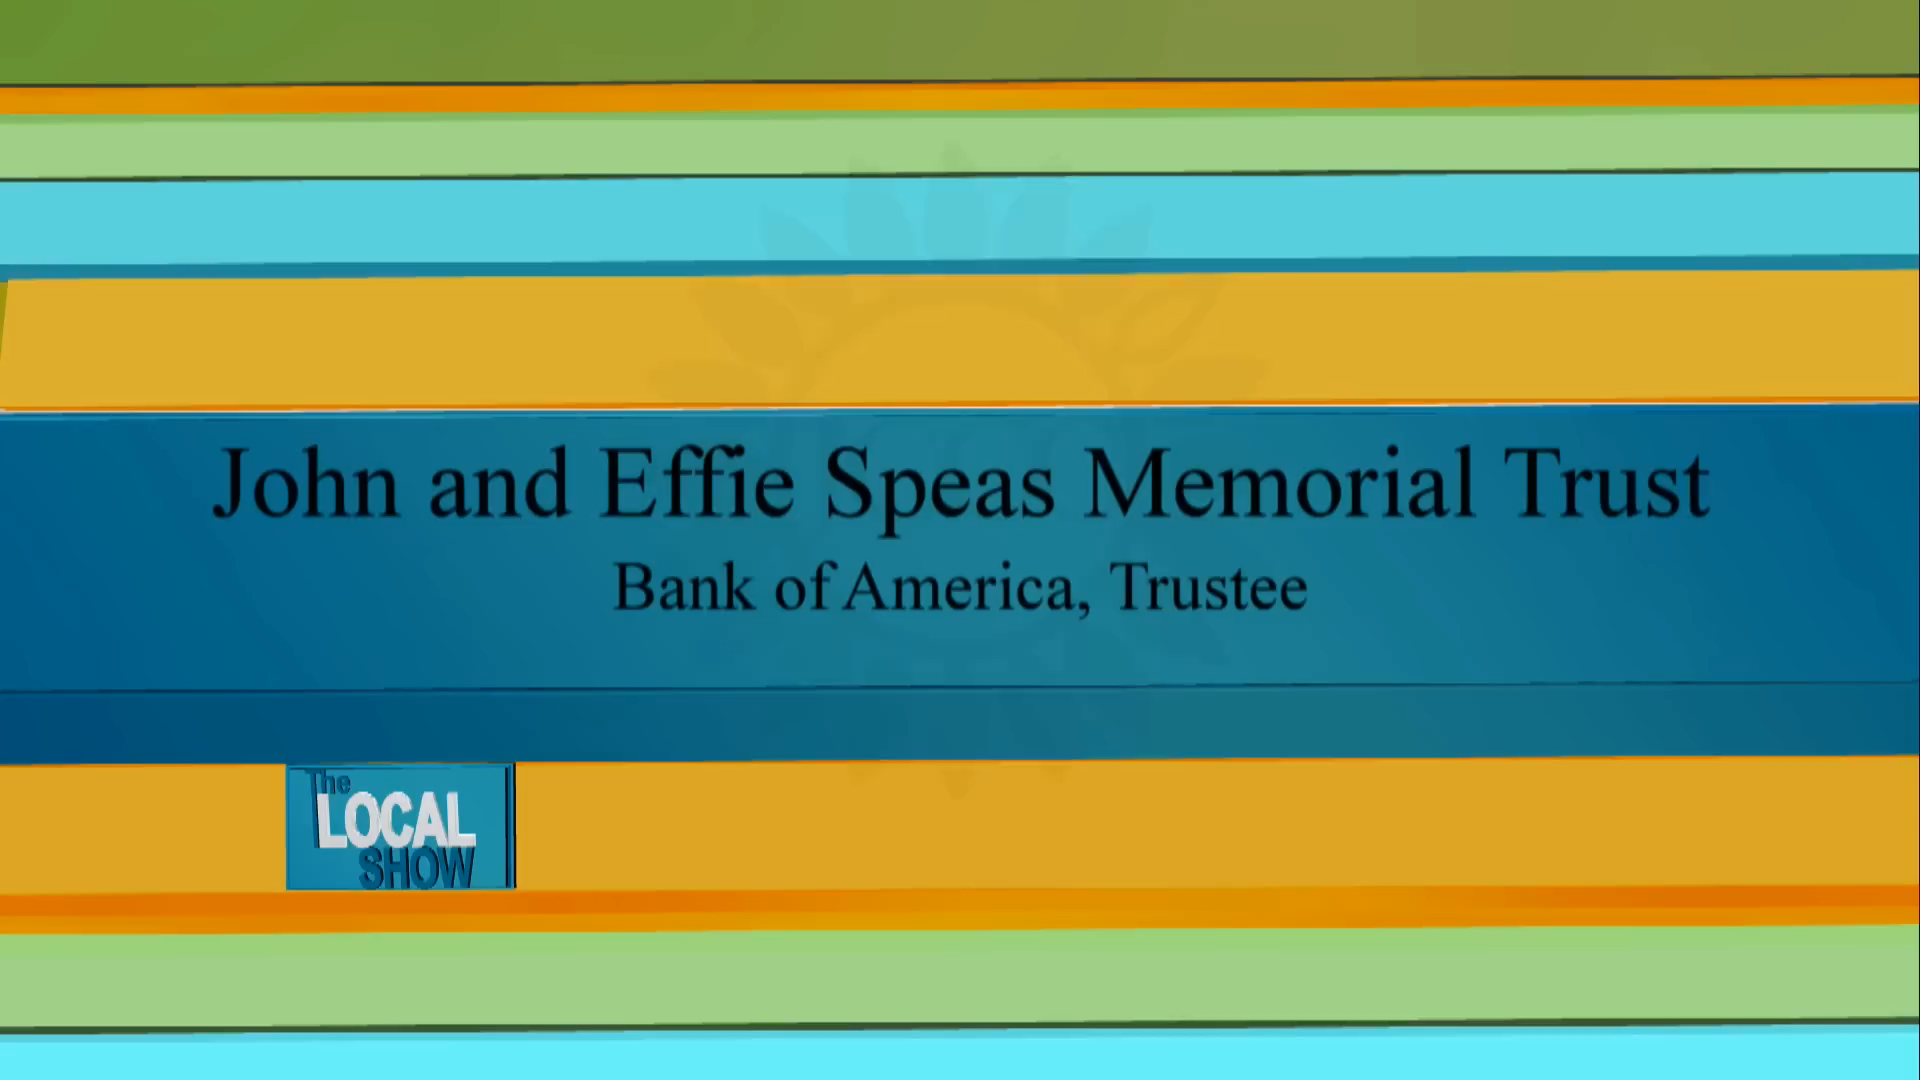 John and Effie Speas Memorial Trust
Bank of America, Trustee
The
LOCAL
SHOW